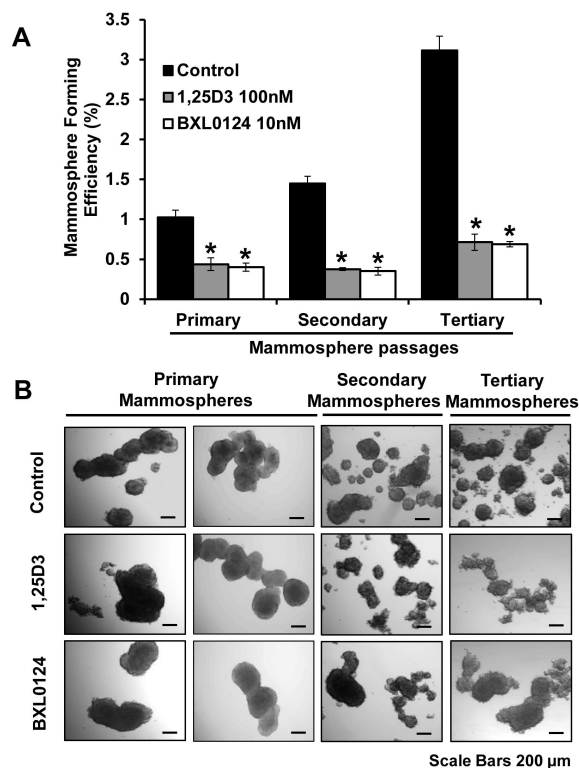 A
Mammosphere Forming
Efficiency (%)
3.5
3
2.5
2
1.5
1
0.5
0
Control
1,25D3 100nM
BXL0124 10nM
* *
* *
* *
Primary Secondary Tertiary
Mammosphere passages
B
Primary
Mammospheres
Secondary
Mammospheres
Tertiary
Mammospheres
Control
1,25D3
BXL0124
Scale Bars 200 μm